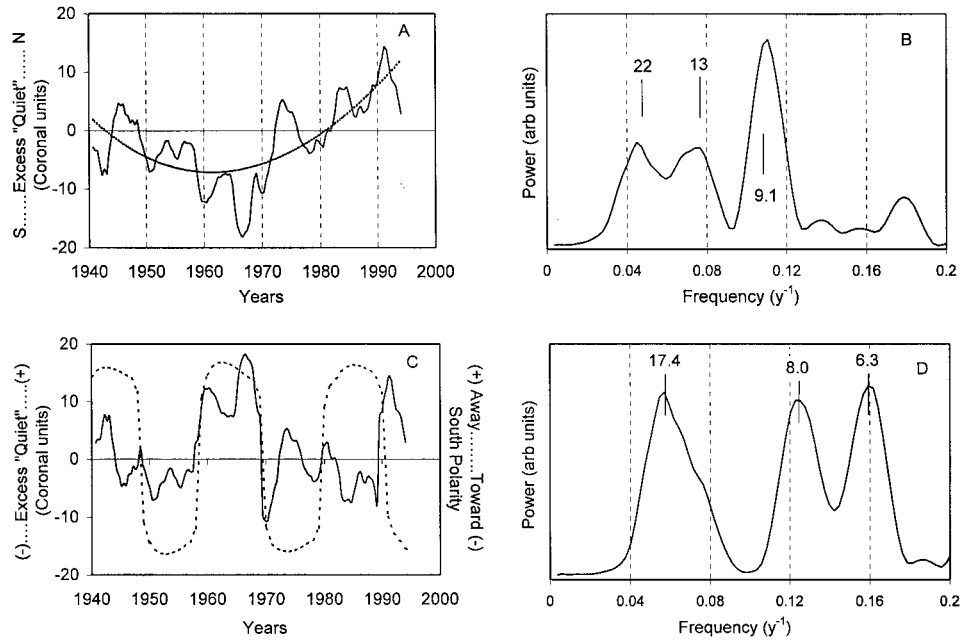 A
20
10
0
-10
-20
S.......Excess "Quiet"....... N
(Coronal units)
1940 1950 1960 1970 1980 1990 2000
Years
B
22
13
9.1
Power (arb units)
0 0.04 0.08 0.12 0.16 0.2
Frequency (y-1)
C
20
10
0
-10
-20
(-).....Excess "Quiet".....(+)
(Coronal units)
(+) Away.........Toward (-)
South Polarity
1940 1950 1960 1970 1980 1990 2000
Years
D
17.4
8.0
6.3
Power (arb units)
0 0.04 0.08 0.12 0.16 0.2
Frequency (y-1)